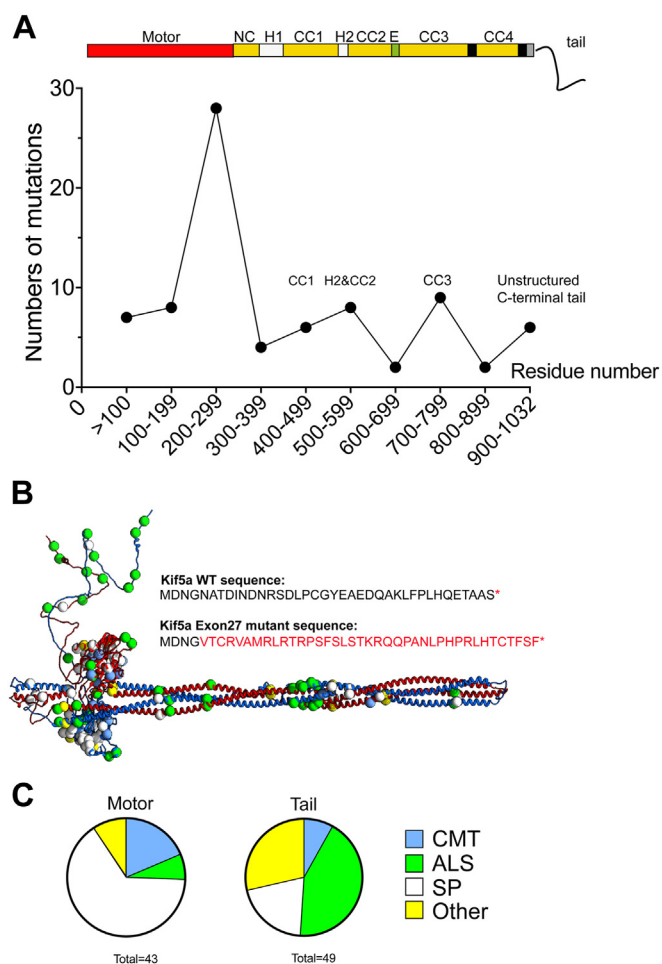 A
Motor NC H1 CC1 H2 CC2 E CC3 CC4 tail
30
20
10
0
Numbers of mutations
CC1 H2&CC2 CC3 Unstructured
C-terminal tail
Residue number
>100 100-199 200-299 300-399 400-499 500-599 600-699 700-799 800-899 900-1032
B
Kif5a WT sequence:
MDNGNATDINDNRSDLPCGYEAEDQAKLFPLHQETAAS*
Kif5a Exon27 mutant sequence:
MDNGVTCRVAMRLRTRPSFSLSTKRQQPANLPHPRLHTCTFSF*
C
Motor Tail
CMT
ALS
SP
Other
Total=43 Total=49